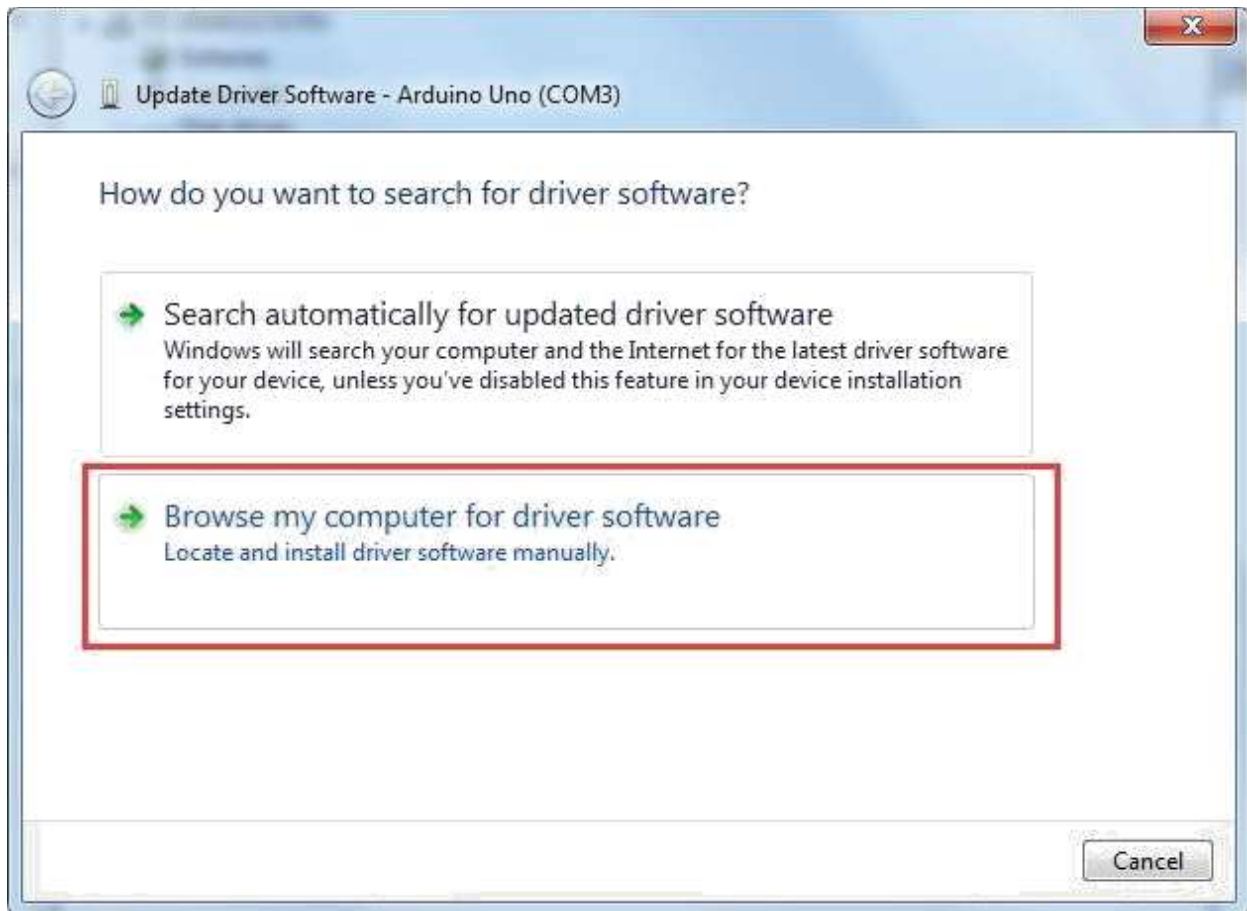 Update Driver Software - Arduino Uno (COM3)
How do you want to search for driver software?
Search automatically for updated driver software
Windows will search your computer and the Internet for the latest driver software
for your device, unless you've disabled this feature in your device installation
settings.
Browse my computer for driver software
Locate and install driver software manually.
Cancel